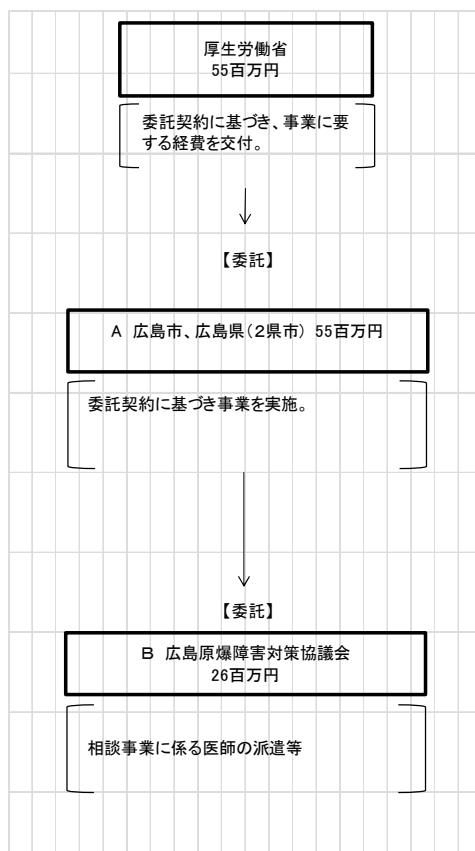 厚生労働省
55百万円
委託契約に基づき、事業に要
する経費を交付。
【委託】
A 広島市、広島県(2県市) 55百万円
委託契約に基づき事業を実施。
【委託】
B 広島原爆障害対策協議会
26百万円
相談事業に係る医師の派遣等